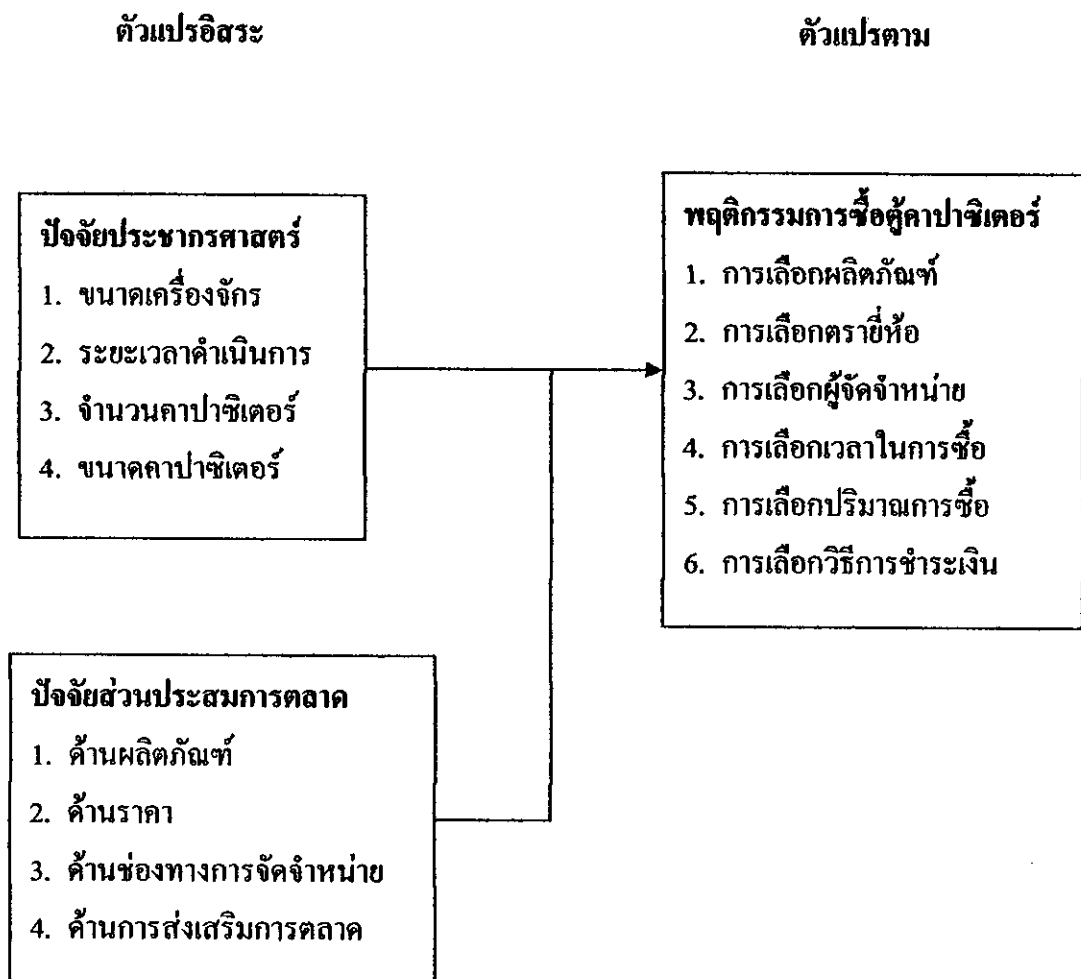 ตัวแปรอิสระ
ตัวแปรตาม
ปัจจัยประชากรศาสตร์
1. ขนาดเครื่องจักร
2. ระยะเวลาดำเนินการ
3. จำนวนคาปาซิเตอร์
4. ขนาดคาปาซิเตอร์
พฤติกรรมการซื้อตู้คาปาซิเตอร์
1. การเลือกผลิตภัณฑ์
2. การเลือกตรายี่ห้อ
3. การเลือกผู้จัดจำหน่าย
4. การเลือกเวลาในการซื้อ
5. การเลือกปริมาณการซื้อ
6. การเลือกวิธีการชำระเงิน
ปัจจัยส่วนประสมการตลาด
1. ด้านผลิตภัณฑ์
2. ด้านราคา
3. ด้านช่องทางการจัดจำหน่าย
4. ด้านการส่งเสริมการตลาด